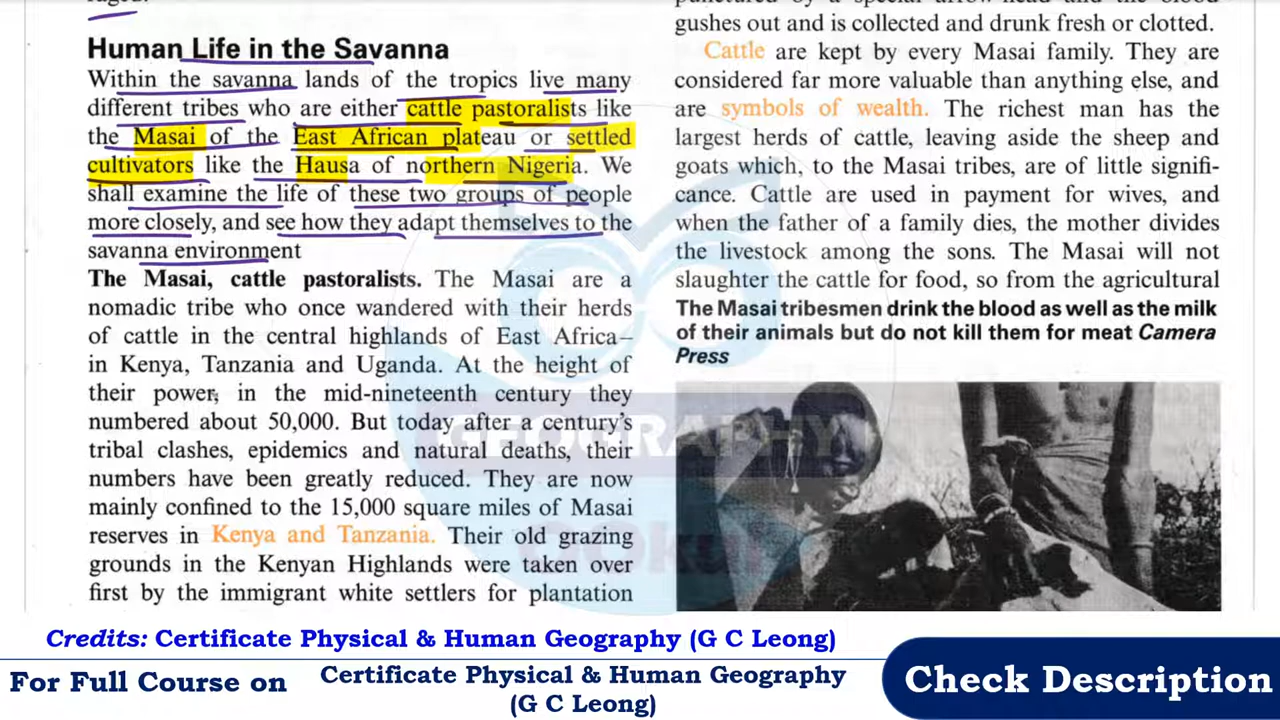 Human Life in the Savanna
Within the savanna lands of the tropics live many
different tribes who are either cattle pastoralists like
the Masai of the East African plateau or settled
cultivators like the Hausa of northern Nigeria. We
shall examine the life of these two groups of people
more closely, and see how they adapt themselves to the
savanna environment
The Masai, cattle pastoralists. The Masai are a
nomadic tribe who once wandered with their herds
of cattle in the central highlands of East Africa–
in Kenya, Tanzania and Uganda. At the height of
their power, in the mid-nineteenth century they
numbered about 50,000. But today after a century's
tribal clashes, epidemics and natural deaths, their
numbers have been greatly reduced. They are now
mainly confined to the 15,000 square miles of Masai
reserves in Kenya and Tanzania. Their old grazing
grounds in the Kenyan Highlands were taken over
first by the immigrant white settlers for plantation
gushes out and is collected and drunk fresh or clotted.
Cattle are kept by every Masai family. They are
considered far more valuable than anything else, and
are symbols of wealth. The richest man has the
largest herds of cattle, leaving aside the sheep and
goats which, to the Masai tribes, are of little signifi-
cance. Cattle are used in payment for wives, and
when the father of a family dies, the mother divides
the livestock among the sons. The Masai will not
slaughter the cattle for food, so from the agricultural
The Masai tribesmen drink the blood as well as the milk
of their animals but do not kill them for meat Camera
Press
GEOGRAPHY
Credits: Certificate Physical & Human Geography (G C Leong)
For Full Course on
Certificate Physical & Human Geography
(G C Leong)
Check Description